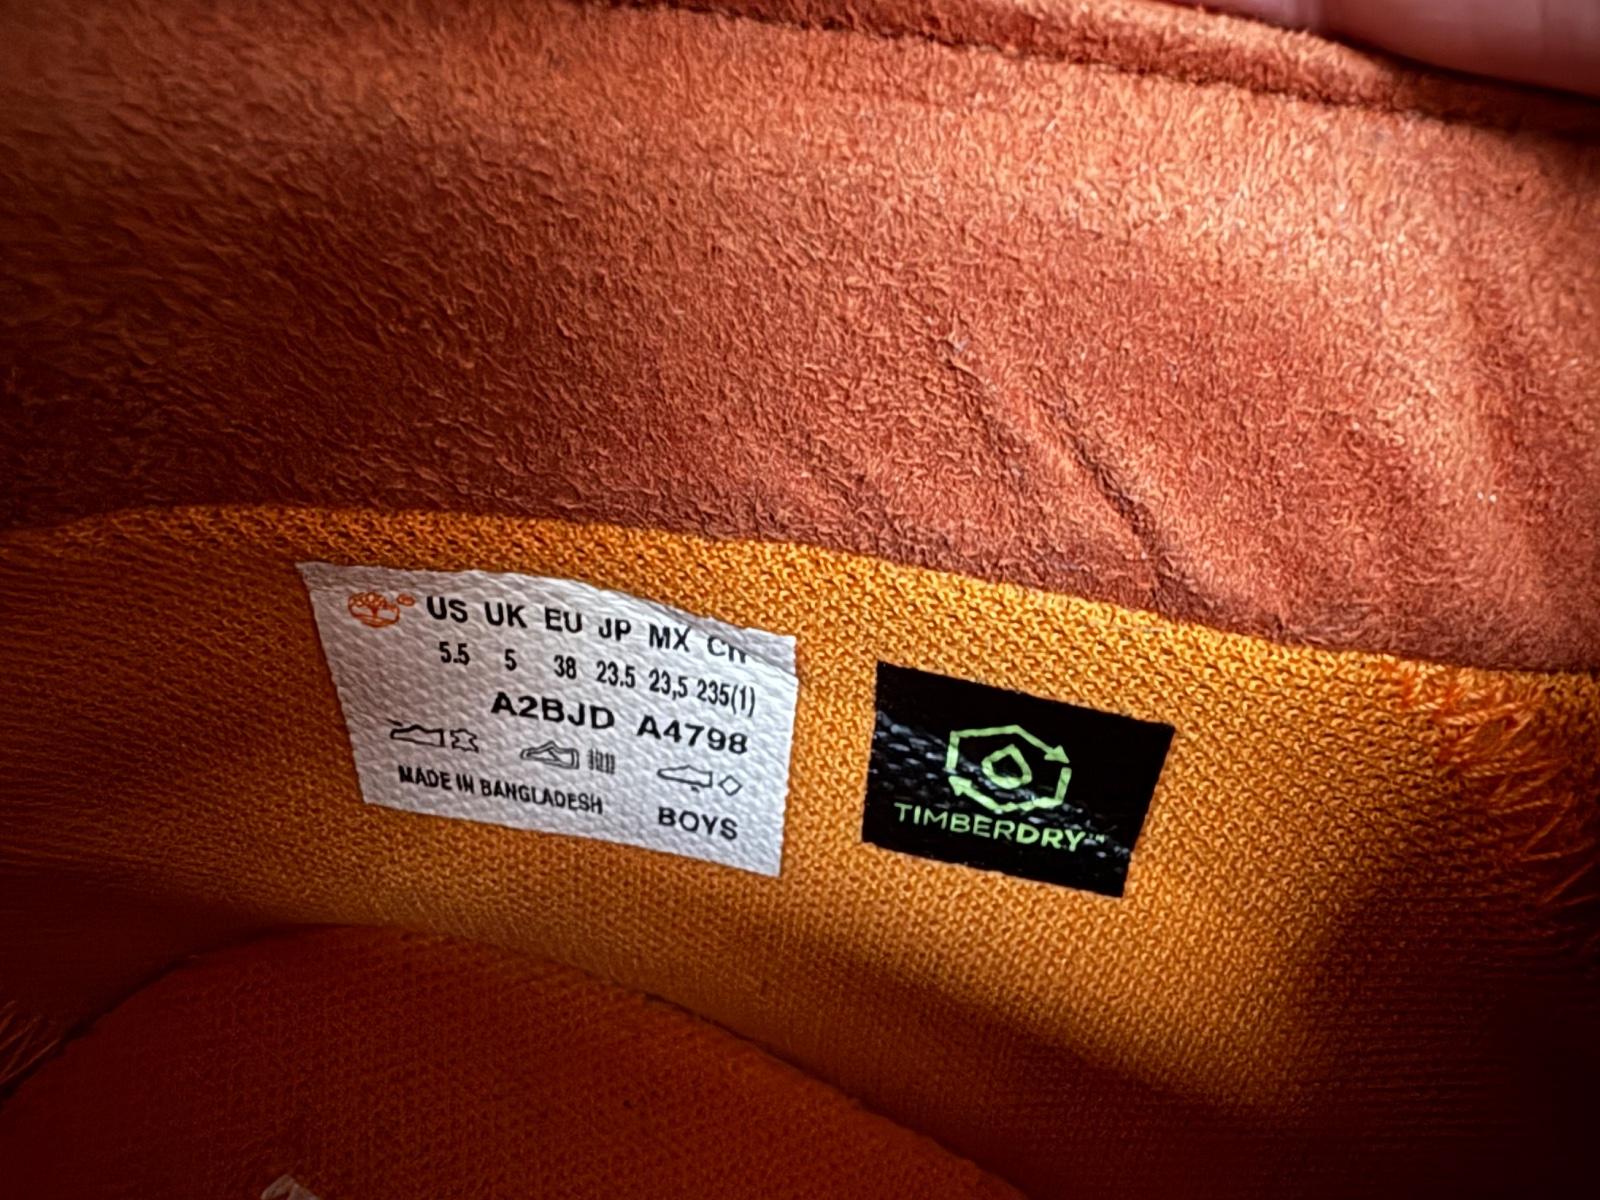 US UK EU JP MX CN
5.5 5 38 23.5 23,5 235(1)
A2BJD A4798
MADE IN BANGLADESH
BOYS
TIMBERDRY™